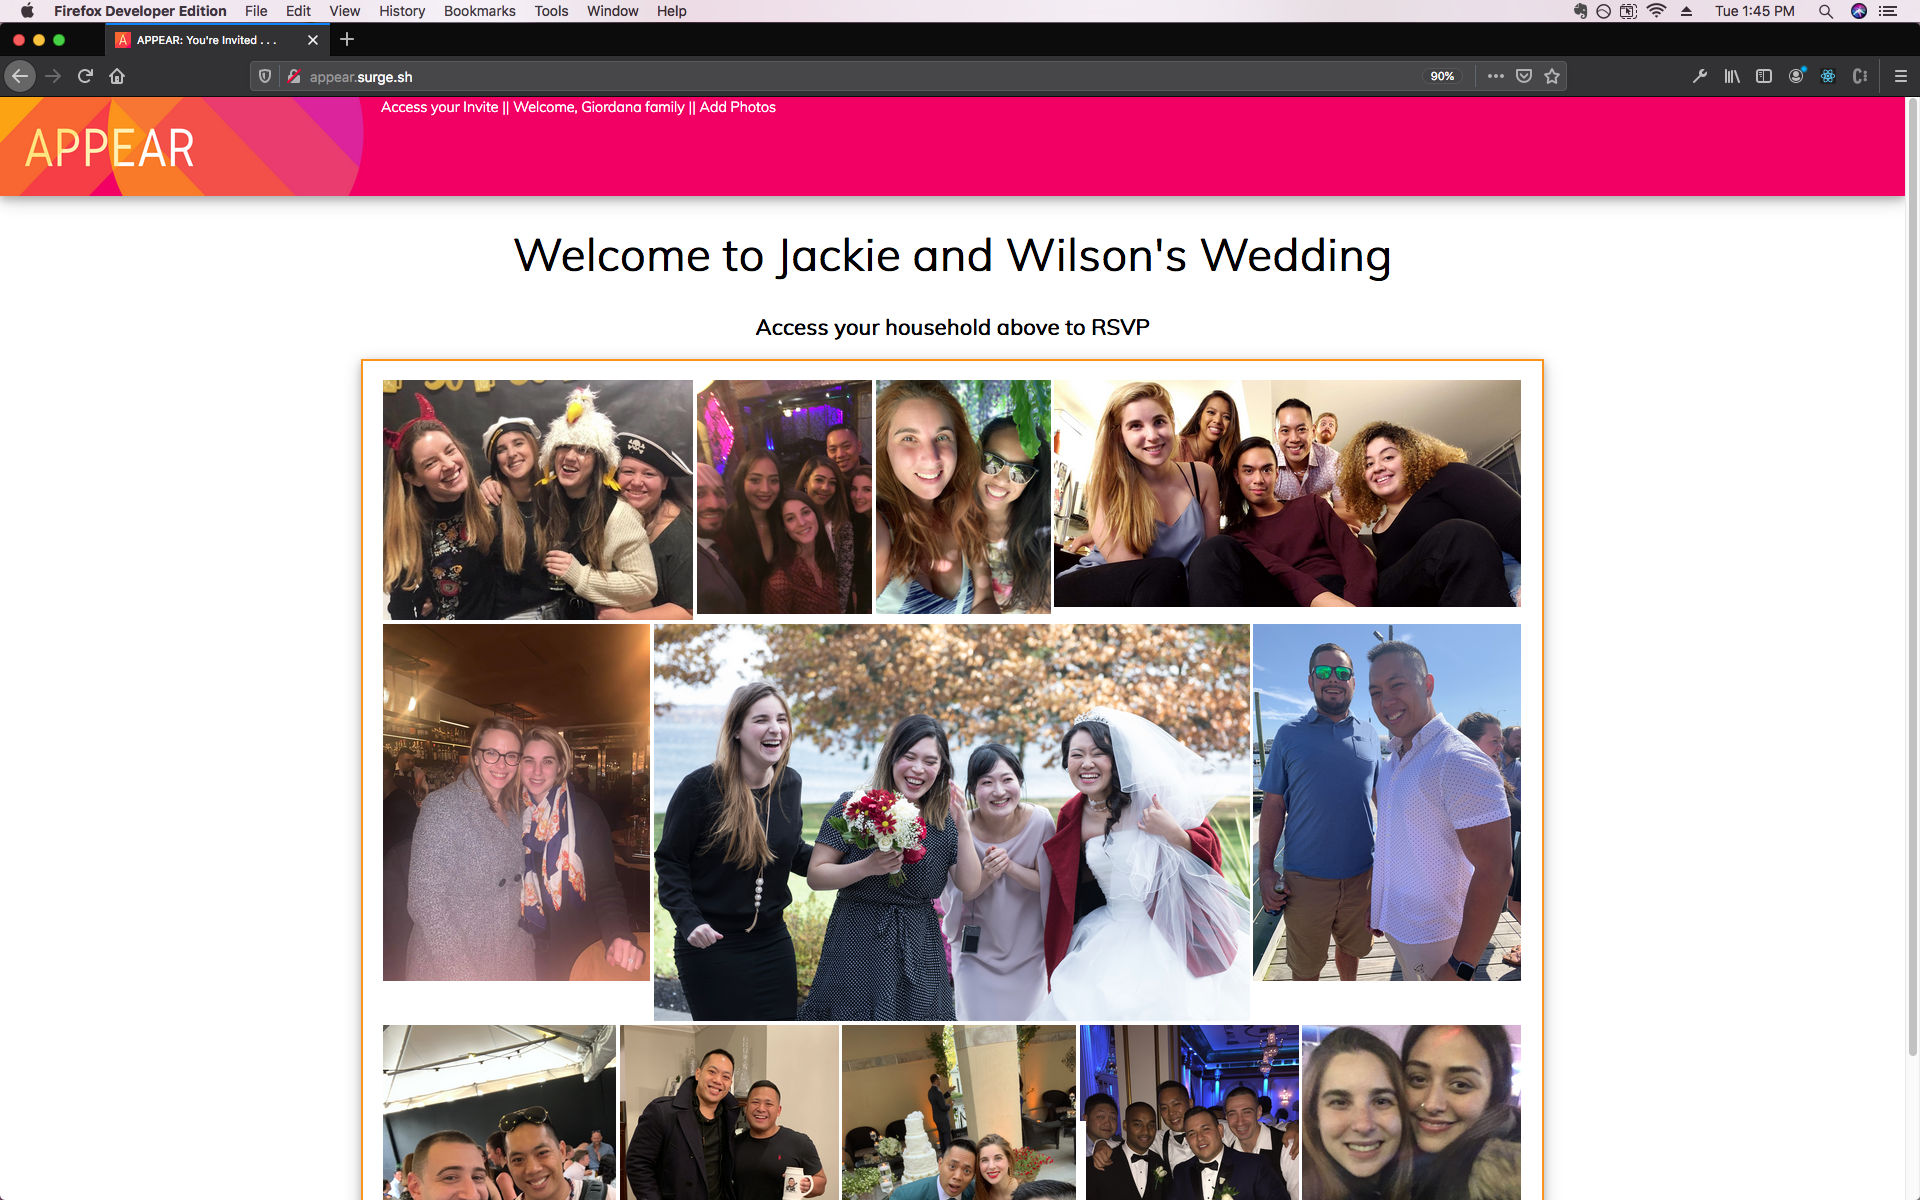 Firefox Developer Edition File Edit View History Bookmarks Tools Window Help Tue 1:45 PM
APPEAR: You're Invited . . .
appear.surge.sh 90%
Access your Invite || Welcome, Giordana family || Add Photos
APPEAR
Welcome to Jackie and Wilson's Wedding
Access your household above to RSVP